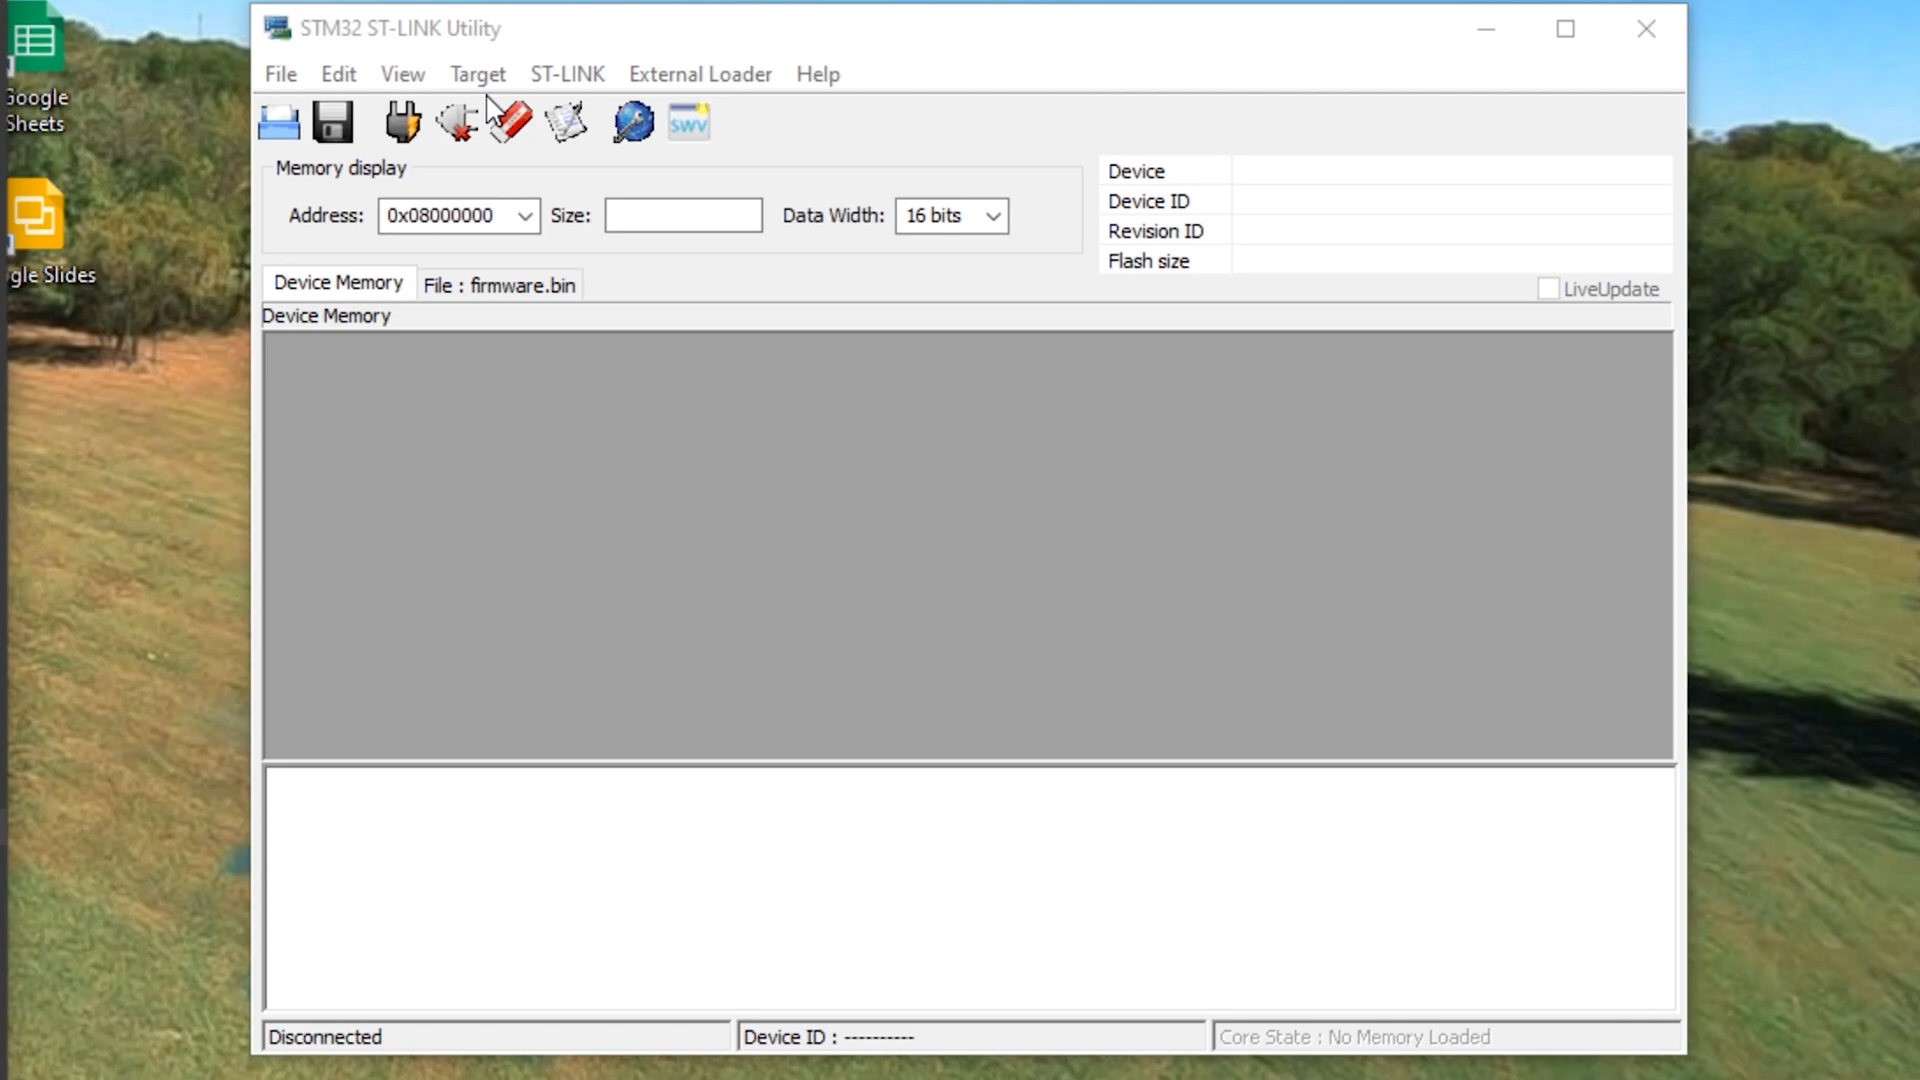 Google
Sheets
gle Slides
STM32 ST-LINK Utility
File Edit View Target ST-LINK External Loader Help
SWV
Memory display
Address: 0x08000000 Size: Data Width: 16 bits
Device
Device ID
Revision ID
Flash size
LiveUpdate
Device Memory File : firmware.bin
Device Memory
Disconnected
Device ID : ----------
Core State : No Memory Loaded